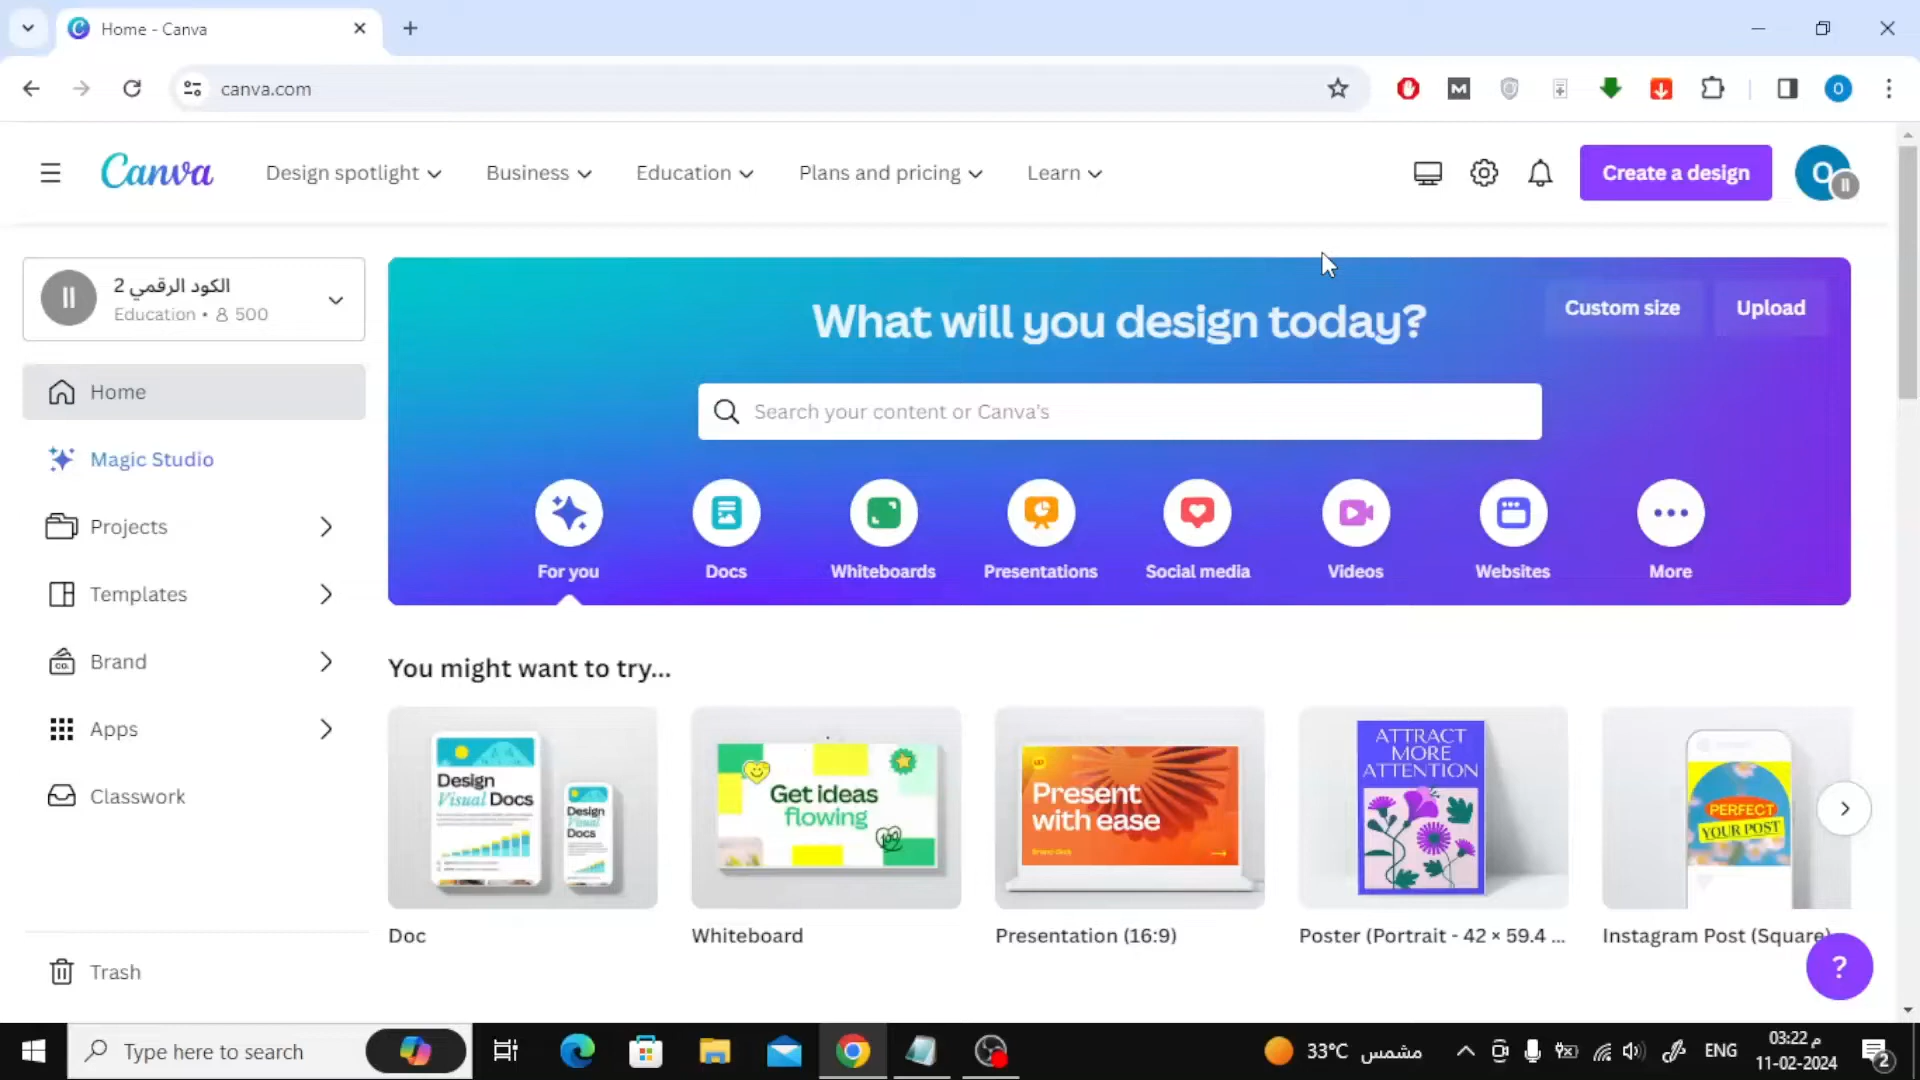 Home - Canva
canva.com
Canva
Design spotlight
Business
Education
Plans and pricing
Learn
Create a design
O
الكود الرقمي 2
Education • 500
Home
Magic Studio
Projects
Templates
Brand
Apps
Classwork
Trash
What will you design today?
Custom size
Upload
Search your content or Canva's
For you
Docs
Whiteboards
Presentations
Social media
Videos
Websites
More
You might want to try...
Design
Visual Docs
Design
Visual
Docs
Get ideas
flowing
100
Present
with ease
ATTRACT
MORE
ATTENTION
PERFECT
YOUR POST
Doc
Whiteboard
Presentation (16:9)
Poster (Portrait - 42 × 59.4 ...
Instagram Post (Square)
?
Type here to search
33°C مشمس
ENG
03:22 م
11-02-2024
2